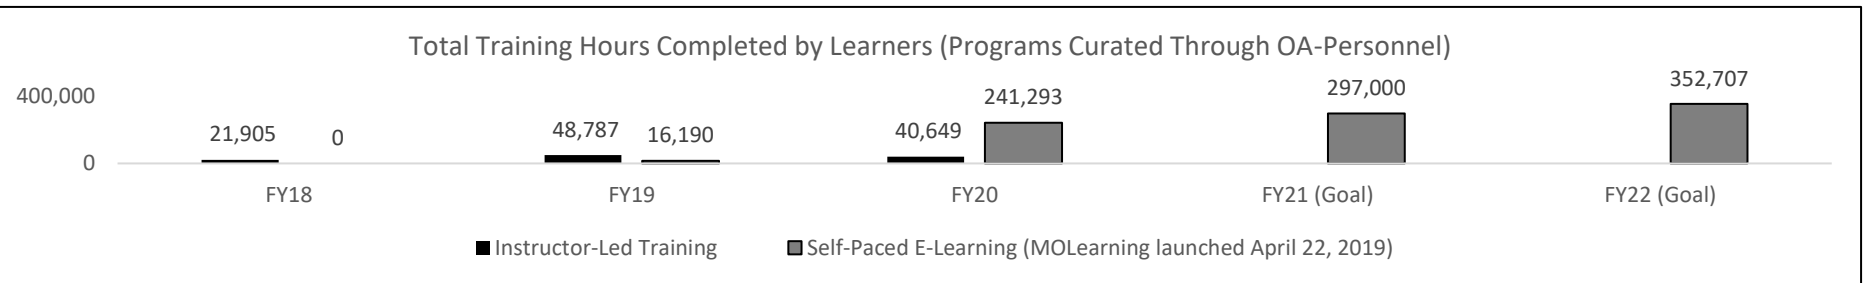 Total Training Hours Completed by Learners (Programs Curated Through OA-Personnel)
400,000
0
21,905
0
48,787
16,190
40,649
241,293
297,000
352,707
FY18
FY19
FY20
FY21 (Goal)
FY22 (Goal)
Instructor-Led Training
Self-Paced E-Learning (MOLearning launched April 22, 2019)